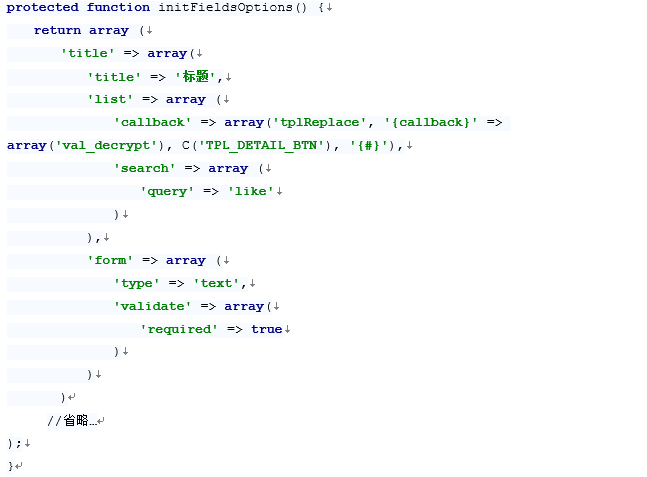 protected function initFieldsOptions() {↓
return array (↓
'title' => array(↓
'title' => '标题',↓
'list' => array (↓
'callback' => array('tplReplace', '{callback}' =>
array('val_decrypt'), C('TPL_DETAIL_BTN'), '{#}'),↓
'search' => array (↓
'query' => 'like'↓
)↓
),↓
'form' => array (↓
'type' => 'text',↓
'validate' => array(↓
'required' => true↓
)↓
)↓
)↵
//省略…↵
);↓
}↵